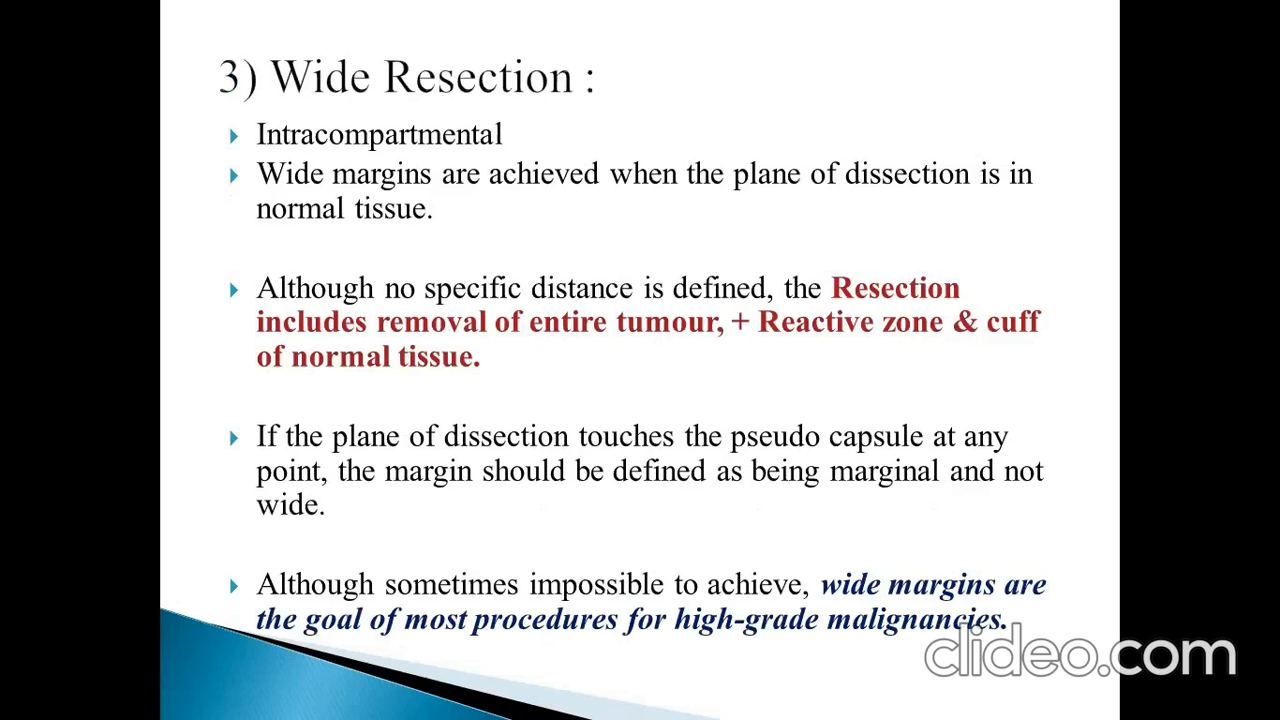 3) Wide Resection :
Intracompartmental
Wide margins are achieved when the plane of dissection is in
normal tissue.
Although no specific distance is defined, the Resection
includes removal of entire tumour, + Reactive zone & cuff
of normal tissue.
If the plane of dissection touches the pseudo capsule at any
point, the margin should be defined as being marginal and not
wide.
Although sometimes impossible to achieve, wide margins are
the goal of most procedures for high-grade malignancies.
clideo.com